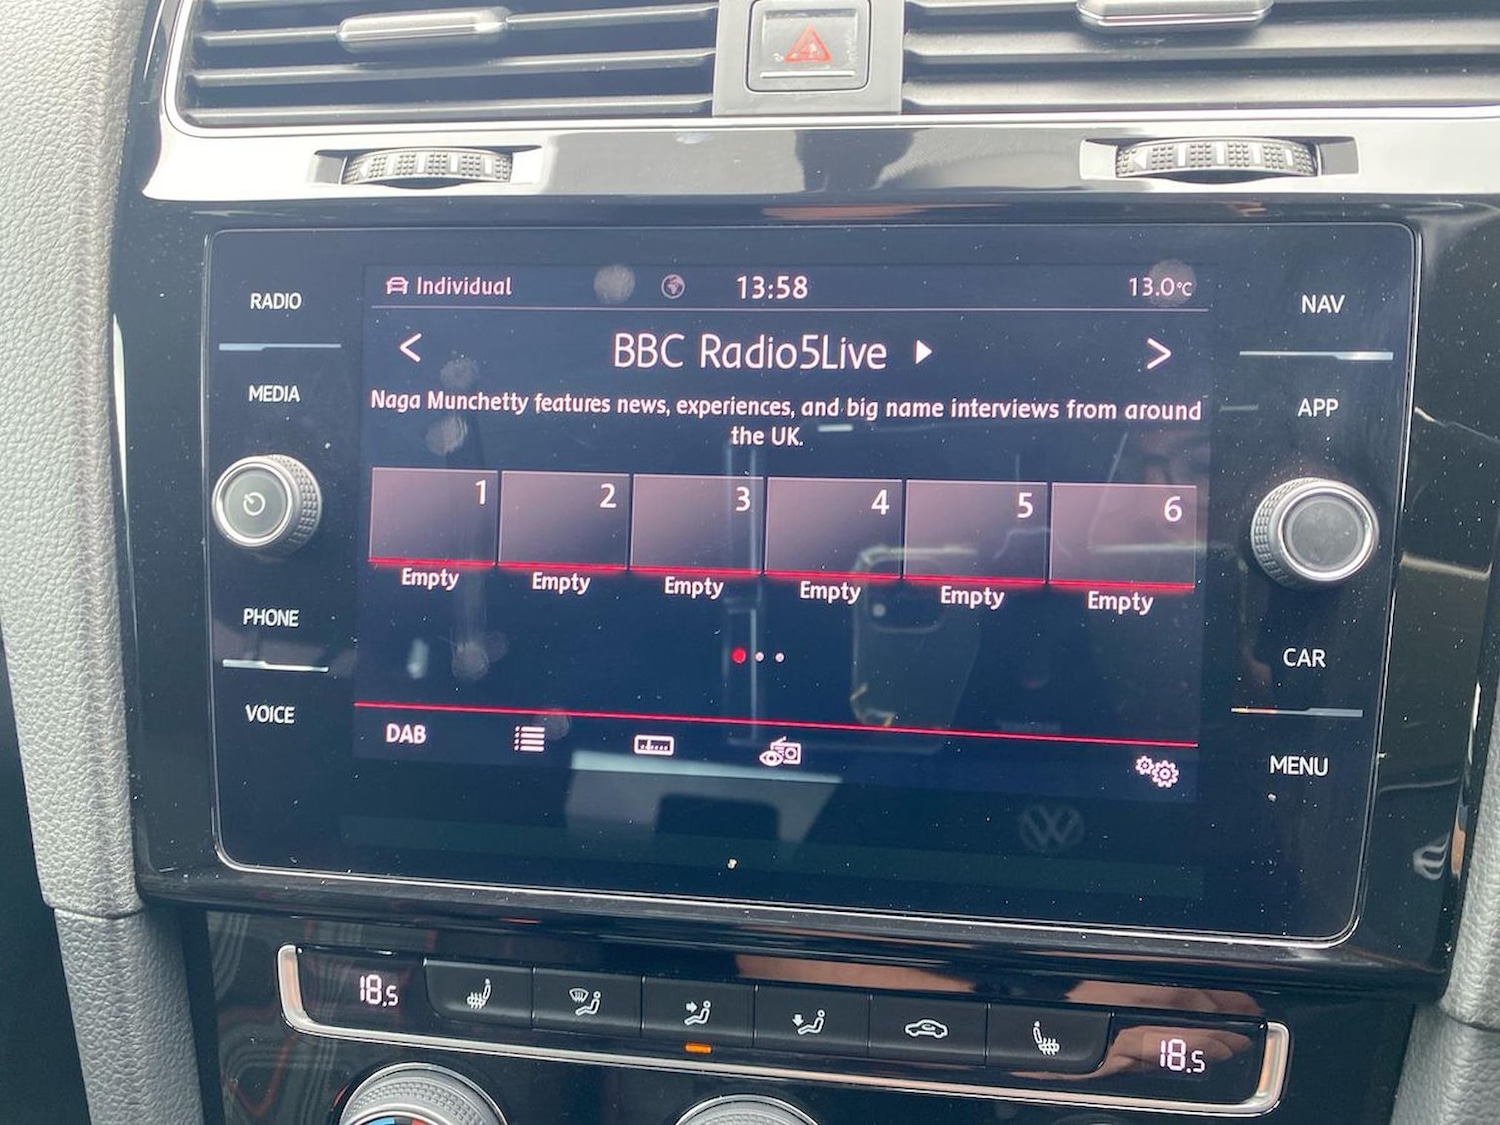 RADIO
MEDIA
PHONE
VOICE
Individual
13:58
13.0°C
< BBC Radio5Live >
Naga Munchetty features news, experiences, and big name interviews from around
the UK.
1 2 3 4 5 6
Empty Empty Empty Empty Empty Empty
DAB
NAV
APP
CAR
MENU
18.5
18.5